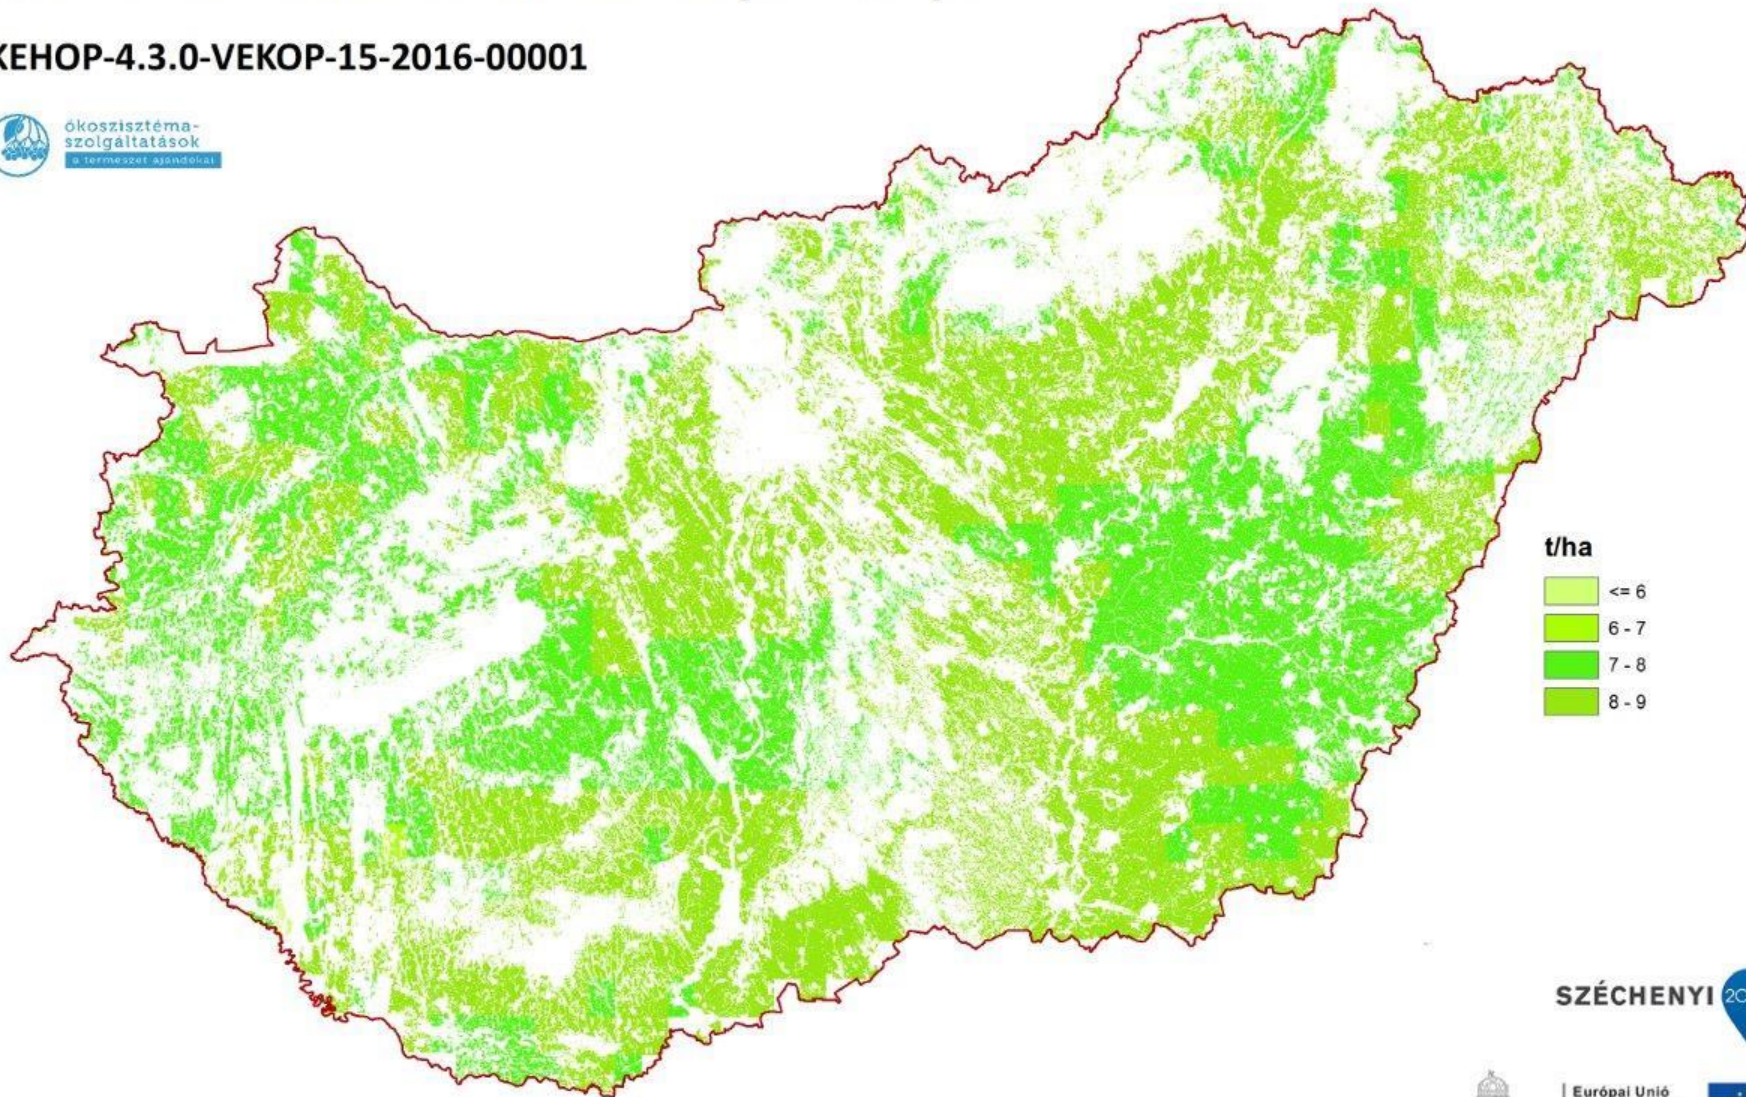 KEHOP-4.3.0-VEKOP-15-2016-00001
ökoszisztéma-
szolgáltatások
a természet ajándékai
t/ha
<= 6
6 - 7
7 - 8
8 - 9
SZÉCHENYI 20
Európai Unió